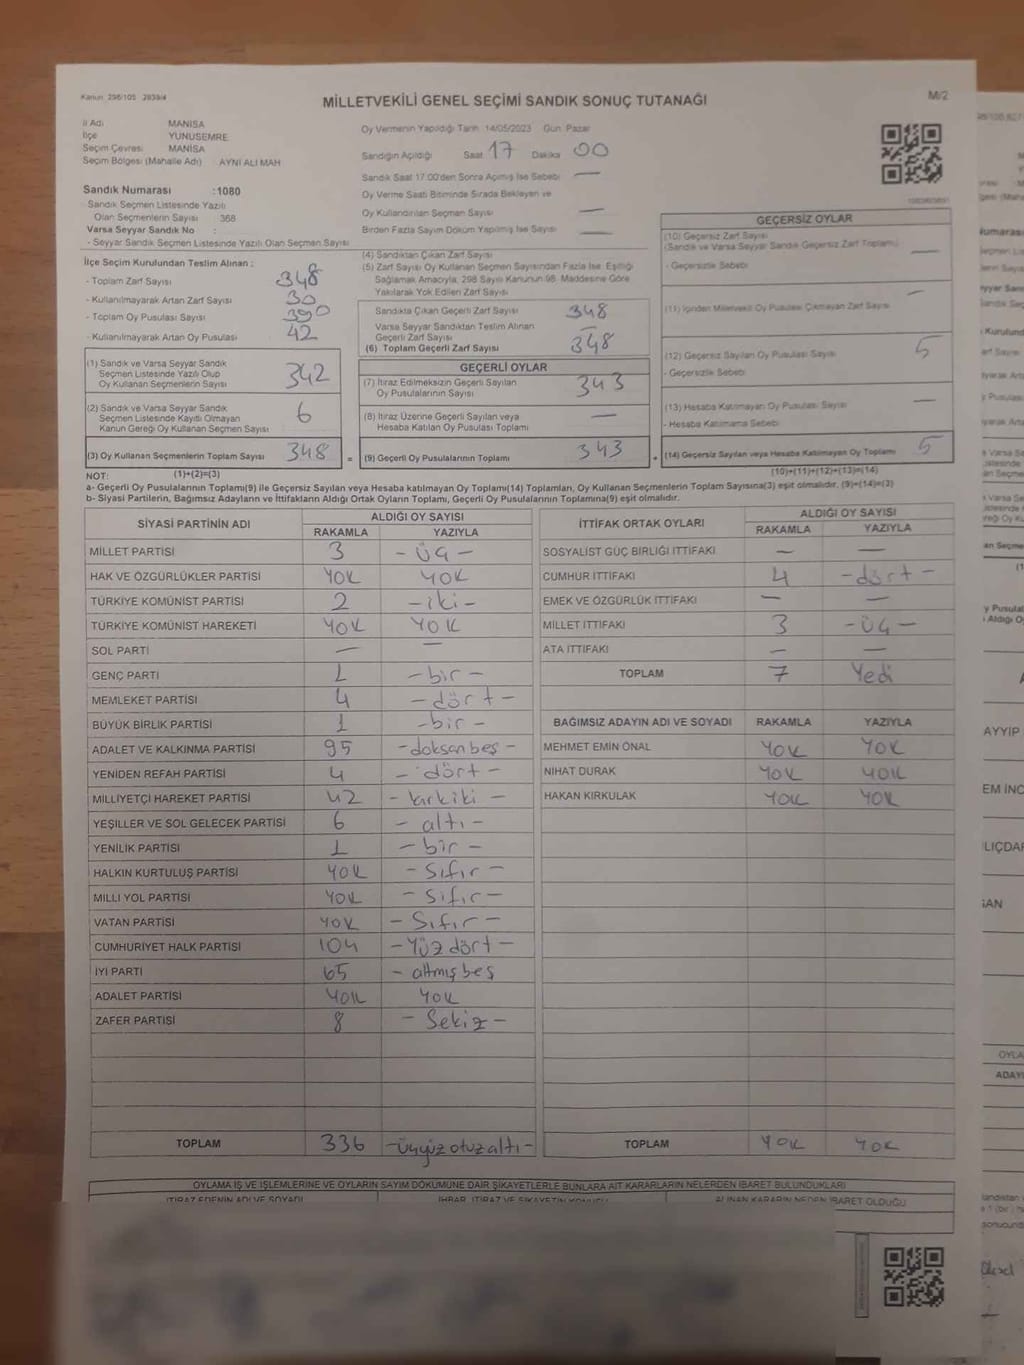 Kanun 298/105 2839/4
MİLLETVEKİLİ GENEL SEÇİMİ SANDIK SONUÇ TUTANAĞI
M/2
İl Adı MANİSA
İlçe YUNUSEMRE
Seçim Çevresi MANİSA
Seçim Bölgesi (Mahalle Adı) AYNİ ALİ MAH
Oy Vermenin Yapıldığı Tarih 14/05/2023 Gün Pazar
Sandığın Açıldığı Saat 17 Dakika 00
Sandık Saat 17.00'den Sonra Açılmış İse Sebebi —
Oy Verme Saati Bitiminde Sırada Bekleyen ve
Oy Kullandırılan Seçmen Sayısı —
Birden Fazla Sayım Döküm Yapılmış İse Sayısı —
Sandık Numarası :1080
Sandık Seçmen Listesinde Yazılı
Olan Seçmenlerin Sayısı 368
Varsa Seyyar Sandık No :
- Seyyar Sandık Seçmen Listesinde Yazılı Olan Seçmen Sayısı
İlçe Seçim Kurulundan Teslim Alınan :
- Toplam Zarf Sayısı 348
- Kullanılmayarak Artan Zarf Sayısı 30
- Toplam Oy Pusulası Sayısı 390
- Kullanılmayarak Artan Oy Pusulası 42
(1) Sandık ve Varsa Seyyar Sandık
Seçmen Listesinde Yazılı Olup
Oy Kullanan Seçmenlerin Sayısı 342
(2) Sandık ve Varsa Seyyar Sandık
Seçmen Listesinde Kayıtlı Olmayan
Kanun Gereği Oy Kullanan Seçmen Sayısı 6
(3) Oy Kullanan Seçmenlerin Toplam Sayısı 348 =
(4) Sandıktan Çıkan Zarf Sayısı
(5) Zarf Sayısı Oy Kullanan Seçmen Sayısından Fazla İse, Eşitliği
Sağlamak Amacıyla, 298 Sayılı Kanunun 98. Maddesine Göre
Yakılarak Yok Edilen Zarf Sayısı
Sandıkta Çıkan Geçerli Zarf Sayısı 348
Varsa Seyyar Sandıktan Teslim Alınan
Geçerli Zarf Sayısı —
(6) Toplam Geçerli Zarf Sayısı 348
GEÇERLİ OYLAR
(7) İtiraz Edilmeksizin Geçerli Sayılan
Oy Pusulalarının Sayısı 343
(8) İtiraz Üzerine Geçerli Sayılan veya
Hesaba Katılan Oy Pusulası Toplamı —
(9) Geçerli Oy Pusulalarının Toplamı 343 +
GEÇERSİZ OYLAR
(10) Geçersiz Zarf Sayısı
(Sandık ve Varsa Seyyar Sandık Geçersiz Zarf Toplamı) —
- Geçersizlik Sebebi
(11) İçinden Milletvekili Oy Pusulası Çıkmayan Zarf Sayısı —
(12) Geçersiz Sayılan Oy Pusulası Sayısı 5
- Geçersizlik Sebebi
(13) Hesaba Katılmayan Oy Pusulası Sayısı —
- Hesaba Katılmama Sebebi
(14) Geçersiz Sayılan veya Hesaba Katılmayan Oy Toplamı 5
NOT: (1)+(2)=(3) (10)+(11)+(12)+(13)=(14)
a- Geçerli Oy Pusulalarının Toplamı(9) ile Geçersiz Sayılan veya Hesaba katılmayan Oy Toplamı(14) Toplamları, Oy Kullanan Seçmenlerin Toplam Sayısına(3) eşit olmalıdır. (9)+(14)=(3)
b- Siyasi Partilerin, Bağımsız Adayların ve İttifakların Aldığı Ortak Oyların Toplamı, Geçerli Oy Pusulalarının Toplamına(9) eşit olmalıdır.
SİYASİ PARTİNİN ADI ALDIĞI OY SAYISI
RAKAMLA YAZIYLA
MİLLET PARTİSİ 3 - üç -
HAK VE ÖZGÜRLÜKLER PARTİSİ YOK YOK
TÜRKİYE KOMÜNİST PARTİSİ 2 - iki -
TÜRKİYE KOMÜNİST HAREKETİ YOK YOK
SOL PARTİ — —
GENÇ PARTİ 1 - bir -
MEMLEKET PARTİSİ 4 - dört -
BÜYÜK BİRLİK PARTİSİ 1 - bir -
ADALET VE KALKINMA PARTİSİ 95 - doksan beş -
YENİDEN REFAH PARTİSİ 4 - dört -
MİLLİYETÇİ HAREKET PARTİSİ 42 - kırkiki -
YEŞİLLER VE SOL GELECEK PARTİSİ 6 - altı -
YENİLİK PARTİSİ 1 - bir -
HALKIN KURTULUŞ PARTİSİ YOK - Sıfır -
MİLLİ YOL PARTİSİ YOK - Sıfır -
VATAN PARTİSİ YOK - Sıfır -
CUMHURİYET HALK PARTİSİ 104 - Yüz dört -
İYİ PARTİ 65 - altmış beş
ADALET PARTİSİ YOK YOK
ZAFER PARTİSİ 8 - Sekiz -
TOPLAM 336 - üçyüz otuz altı -
İTTİFAK ORTAK OYLARI ALDIĞI OY SAYISI
RAKAMLA YAZIYLA
SOSYALİST GÜÇ BİRLİĞİ İTTİFAKI — —
CUMHUR İTTİFAKI 4 - dört -
EMEK VE ÖZGÜRLÜK İTTİFAKI — —
MİLLET İTTİFAKI 3 - üç -
ATA İTTİFAKI — —
TOPLAM 7 Yedi
BAĞIMSIZ ADAYIN ADI VE SOYADI RAKAMLA YAZIYLA
MEHMET EMİN ÖNAL YOK YOK
NİHAT DURAK YOK YOK
HAKAN KIRKULAK YOK YOK
TOPLAM YOK YOK
OYLAMA İŞ VE İŞLEMLERİNE VE OYLARIN SAYIM DÖKÜMÜNE DAİR ŞİKAYETLERLE BUNLARA AİT KARARLARIN NELERDEN İBARET BULUNDUKLARI
İTİRAZ EDENİN ADI VE SOYADI İHBAR, İTİRAZ VE ŞİKAYETİN KONUSU ALINAN KARARIN NEDEN İBARET OLDUĞU